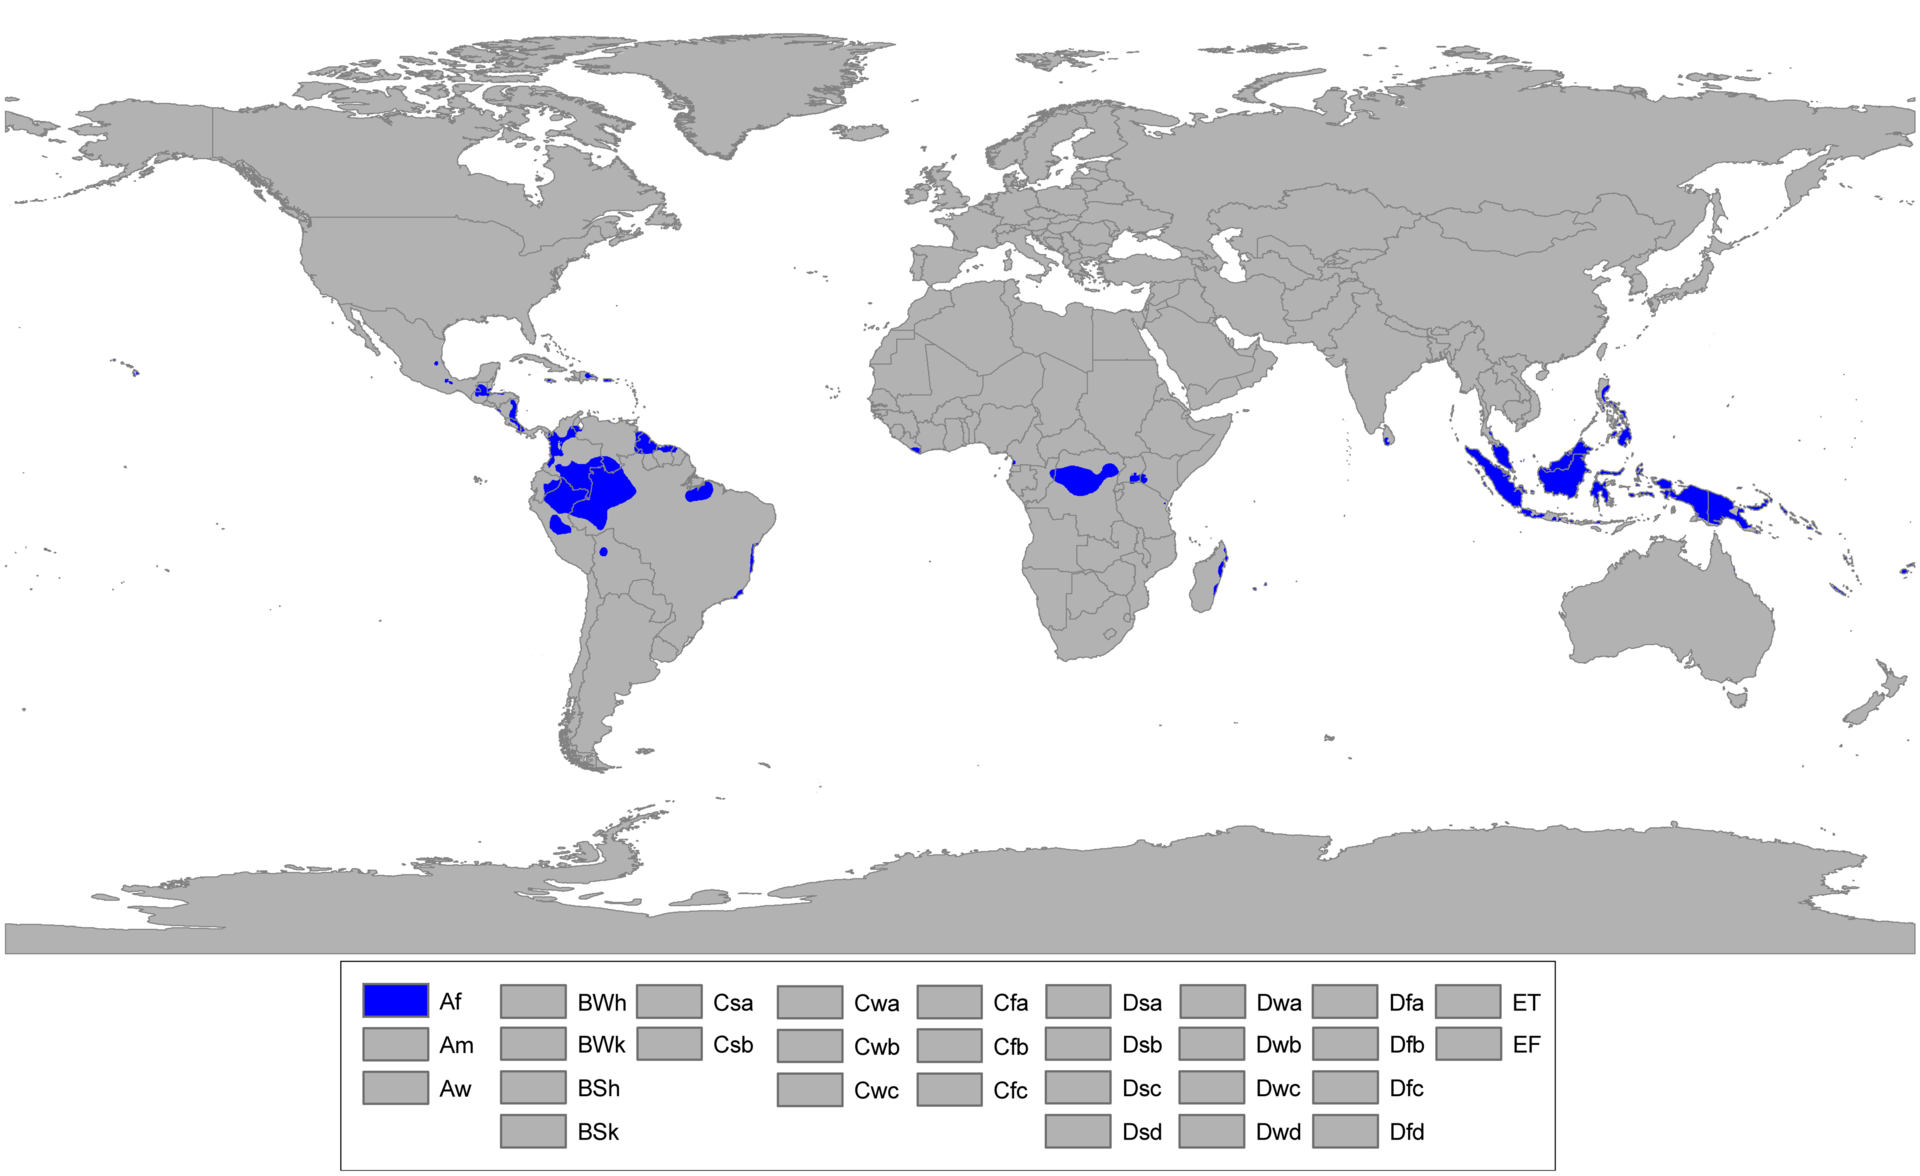 Af BWh Csa Cwa Cfa Dsa Dwa Dfa ET
Am BWk Csb Cwb Cfb Dsb Dwb Dfb EF
Aw BSh Cwc Cfc Dsc Dwc Dfc
BSk Dsd Dwd Dfd